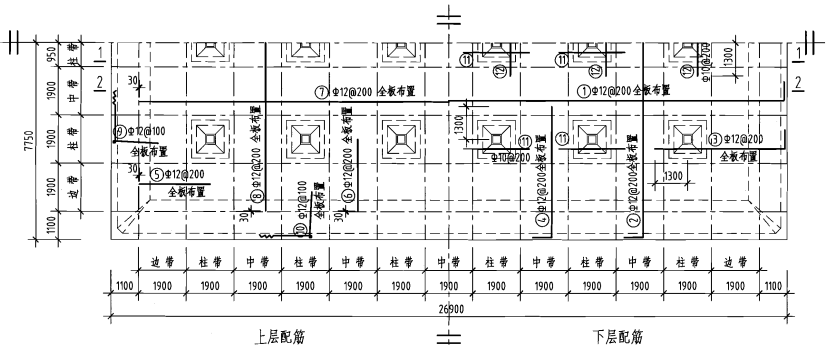 950
柱带
1
2
1900
中带
7750
1900
柱带
1900
边带
1100
30
⑦Φ12@200 全板布置
⑨Φ12@100
全板布置
30
⑤Φ12@200
全板布置
⑧Φ12@200 全板布置
30
⑩Φ12@100
全板布置
⑥Φ12@200 全板布置
30
⑪
⑫
⑪
⑫
⑫
Φ10@200
1300
1
2
①Φ12@200 全板布置
1300
⑪
Φ10@200
⑪
③Φ12@200
全板布置
1300
④Φ12@200全板布置
②Φ12@200全板布置
边带 柱带 中带 柱带 中带 柱带 中带 柱带 中带 柱带 中带 柱带 边带
1100 1900 1900 1900 1900 1900 1900 1900 1900 1900 1900 1900 1900 1900 1100
26900
上层配筋 下层配筋